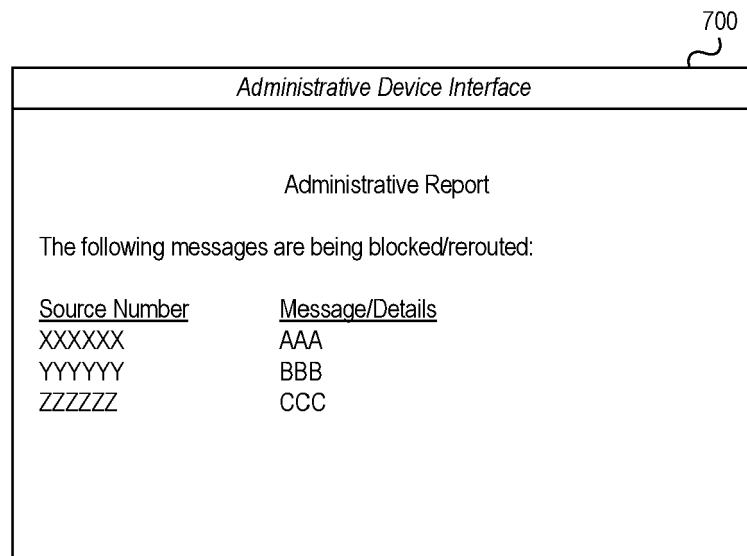 700
Administrative Device Interface
Administrative Report
The following messages are being blocked/rerouted:
Source Number Message/Details
XXXXXX AAA
YYYYYY BBB
ZZZZZZ CCC